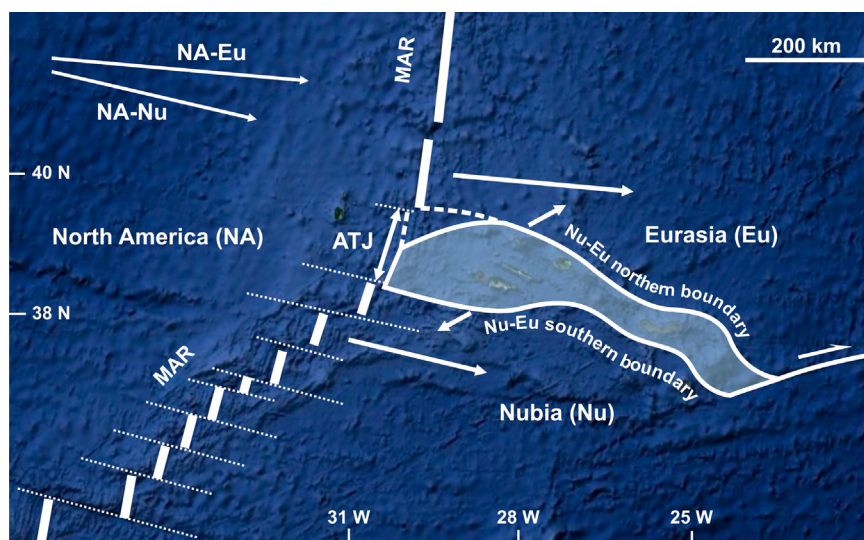 NA-Eu
MAR
200 km
NA-Nu
40 N
North America (NA)
ATJ
Eurasia (Eu)
Nu-Eu northern boundary
38 N
Nu-Eu southern boundary
MAR
Nubia (Nu)
31 W
28 W
25 W